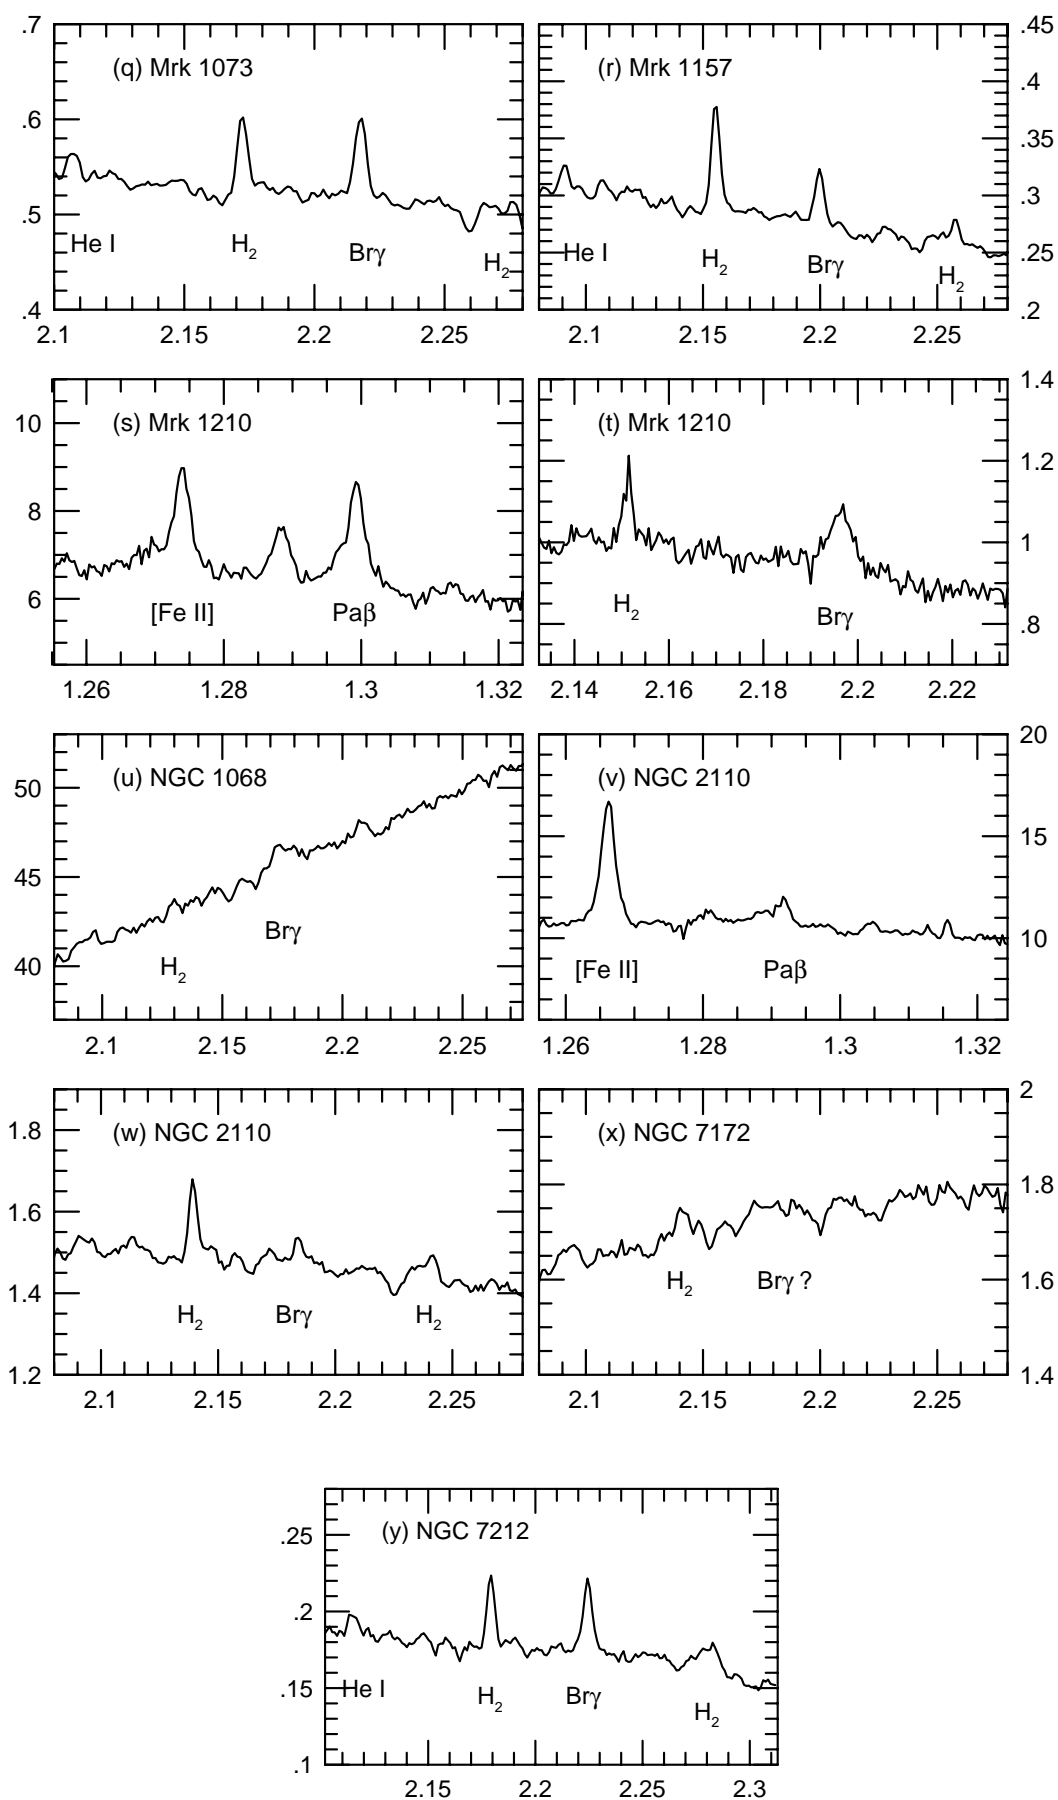 .7
.6
.5
.4
(q) Mrk 1073
He I
H₂
Brγ
H₂
2.1 2.15 2.2 2.25
.45
.4
.35
.3
.25
.2
(r) Mrk 1157
He I
H₂
Brγ
H₂
2.1 2.15 2.2 2.25
10
8
6
(s) Mrk 1210
[Fe II]
Paβ
1.26 1.28 1.3 1.32
1.4
1.2
1
.8
(t) Mrk 1210
H₂
Brγ
2.14 2.16 2.18 2.2 2.22
50
45
40
(u) NGC 1068
Brγ
H₂
2.1 2.15 2.2 2.25
20
15
10
(v) NGC 2110
[Fe II]
Paβ
1.26 1.28 1.3 1.32
1.8
1.6
1.4
1.2
(w) NGC 2110
H₂
Brγ
H₂
2.1 2.15 2.2 2.25
2
1.8
1.6
1.4
(x) NGC 7172
H₂
Brγ ?
2.1 2.15 2.2 2.25
.25
.2
.15
.1
(y) NGC 7212
He I
H₂
Brγ
H₂
2.15 2.2 2.25 2.3